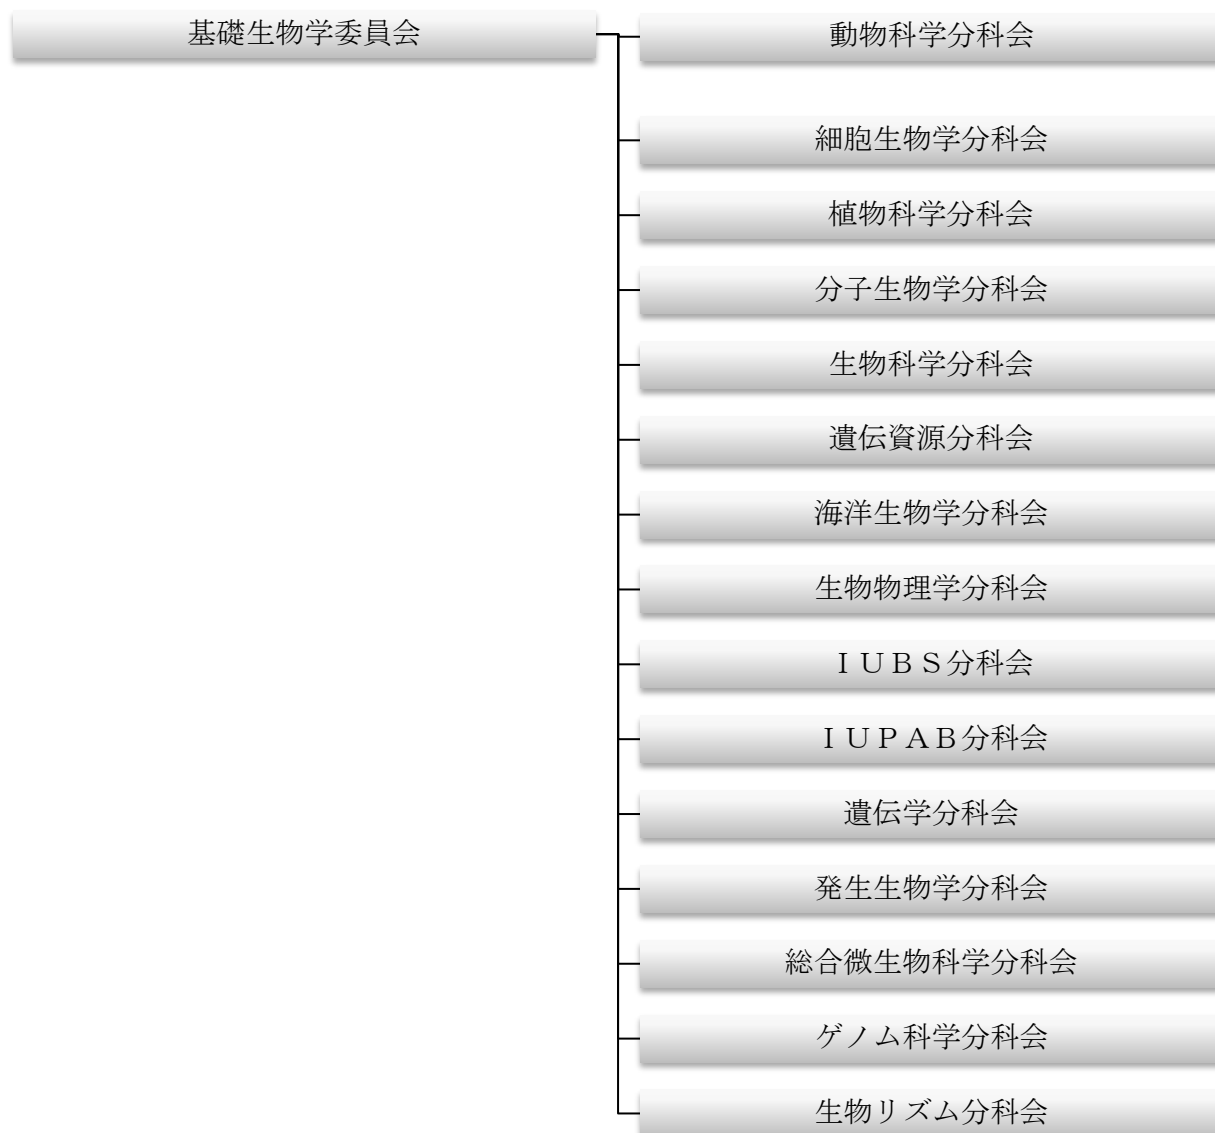 基礎生物学委員会
動物科学分科会
細胞生物学分科会
植物科学分科会
分子生物学分科会
生物科学分科会
遺伝資源分科会
海洋生物学分科会
生物物理学分科会
ＩＵＢＳ分科会
ＩＵＰＡＢ分科会
遺伝学分科会
発生生物学分科会
総合微生物科学分科会
ゲノム科学分科会
生物リズム分科会